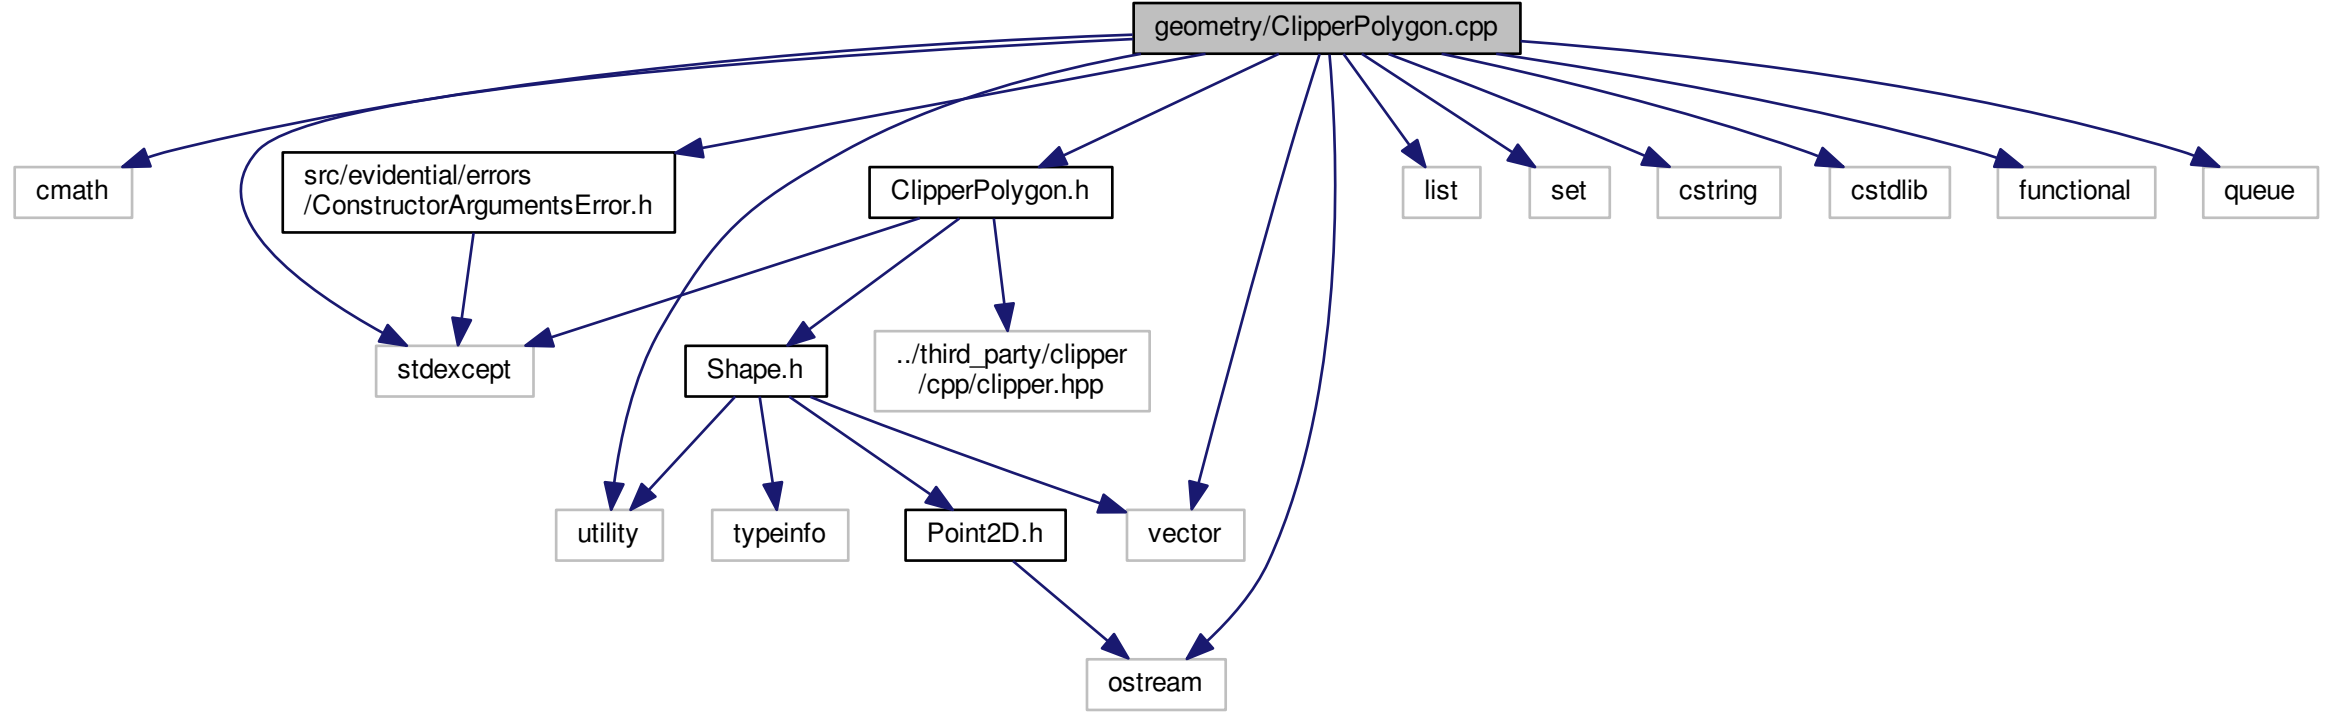 geometry/ClipperPolygon.cpp
cmath
src/evidential/errors
/ConstructorArgumentsError.h
ClipperPolygon.h
list
set
cstring
cstdlib
functional
queue
stdexcept
Shape.h
../third_party/clipper
/cpp/clipper.hpp
utility
typeinfo
Point2D.h
vector
ostream